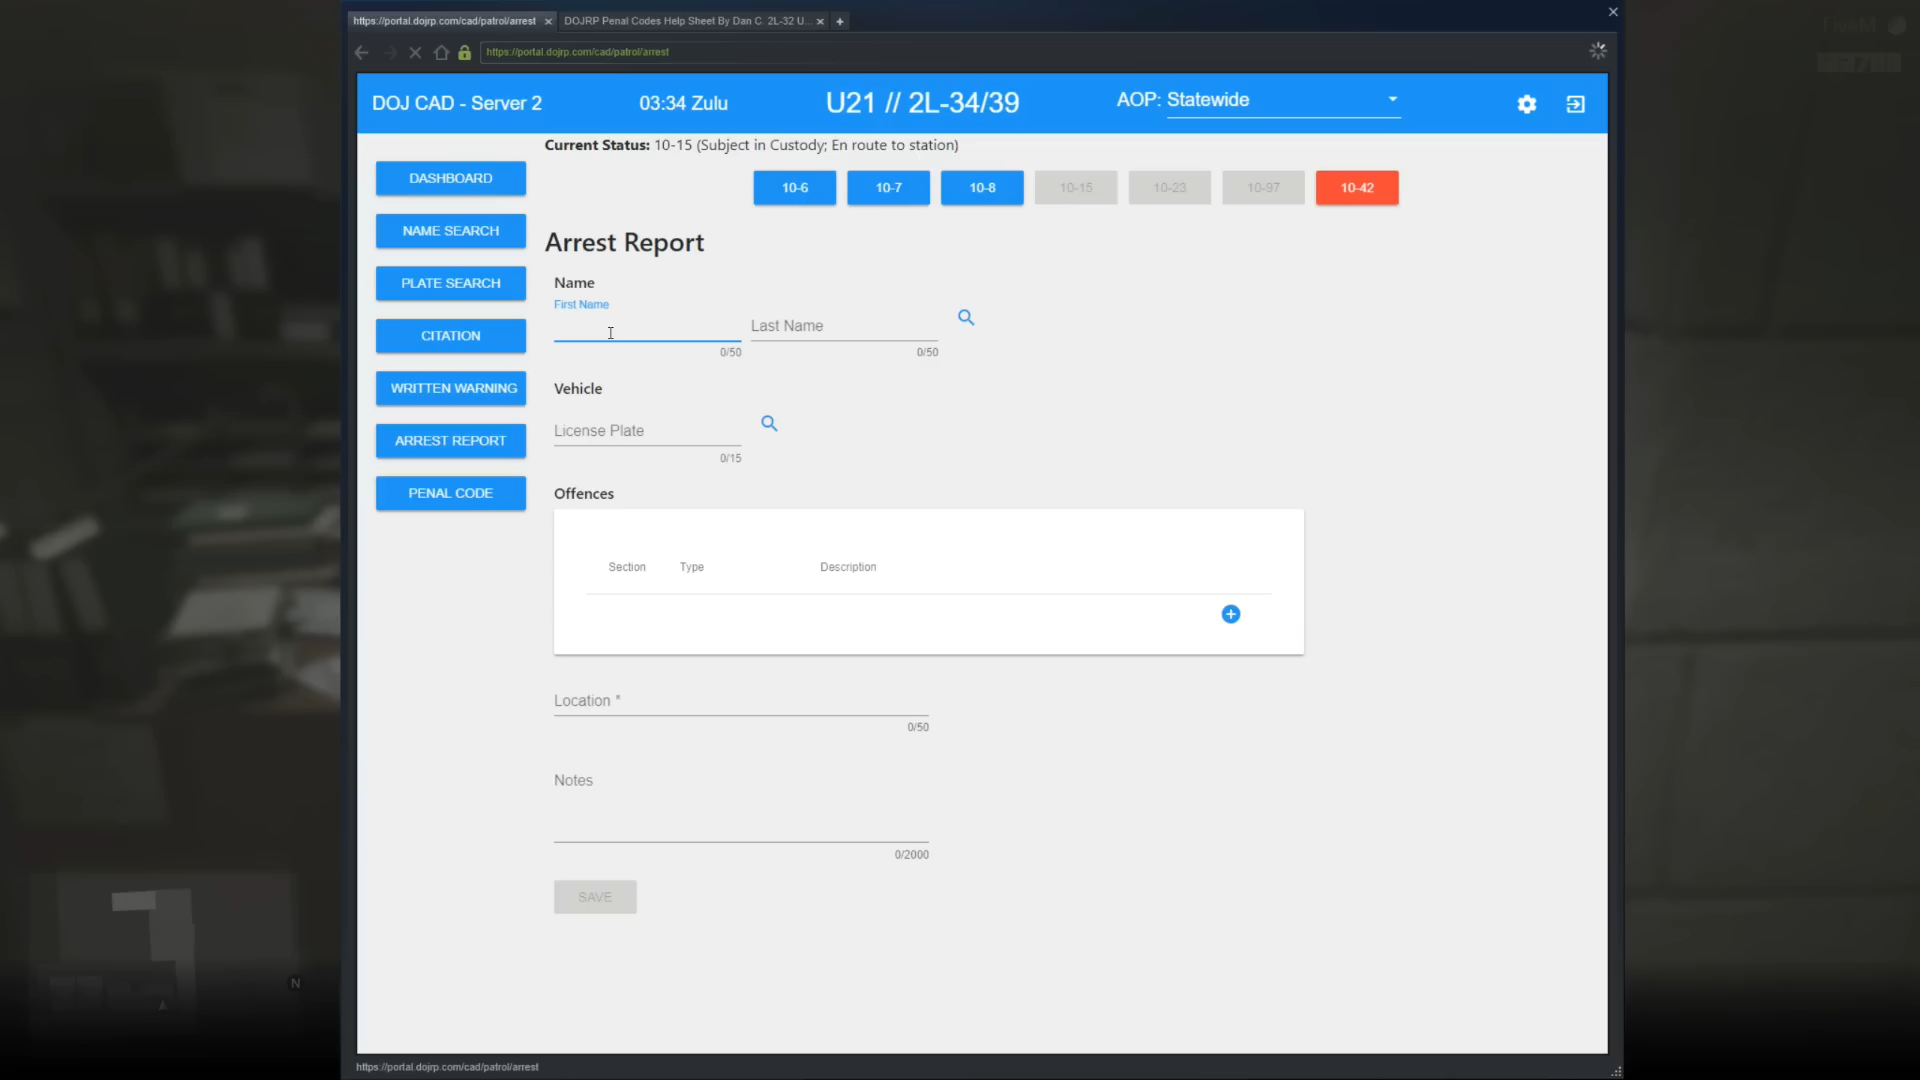 https://portal.dojrp.com/cad/patrol/arrest
DOJRP Penal Codes Help Sheet By Dan C. 2L-32 U...
FiveM
https://portal.dojrp.com/cad/patrol/arrest
DOJ CAD - Server 2
03:34 Zulu
U21 // 2L-34/39
AOP: Statewide
Current Status: 10-15 (Subject in Custody; En route to station)
10-6
10-7
10-8
10-15
10-23
10-97
10-42
DASHBOARD
NAME SEARCH
PLATE SEARCH
CITATION
WRITTEN WARNING
ARREST REPORT
PENAL CODE
Arrest Report
Name
First Name
Last Name
0/50
0/50
Vehicle
License Plate
0/15
Offences
Section
Type
Description
Location *
0/50
Notes
0/2000
SAVE
N
https://portal.dojrp.com/cad/patrol/arrest